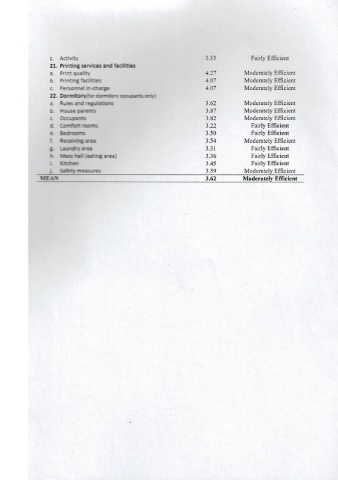 c. Activity 3.33 Fairly Efficient
21. Printing services and facilities
a. Print quality 4.27 Moderately Efficient
b. Printing facilities 4.07 Moderately Efficient
c. Personnel in-charge 4.07 Moderately Efficient
22. Dormitory(for dormitory occupants only)
a. Rules and regulations 3.62 Moderately Efficient
b. House parents 3.87 Moderately Efficient
c. Occupants 3.82 Moderately Efficient
d. Comfort rooms 3.22 Fairly Efficient
e. Bedrooms 3.50 Fairly Efficient
f. Receiving area 3.54 Moderately Efficient
g. Laundry area 3.31 Fairly Efficient
h. Mess hall (eating area) 3.36 Fairly Efficient
i. Kitchen 3.45 Fairly Efficient
j. Safety measures 3.59 Moderately Efficient
MEAN 3.62 Moderately Efficient